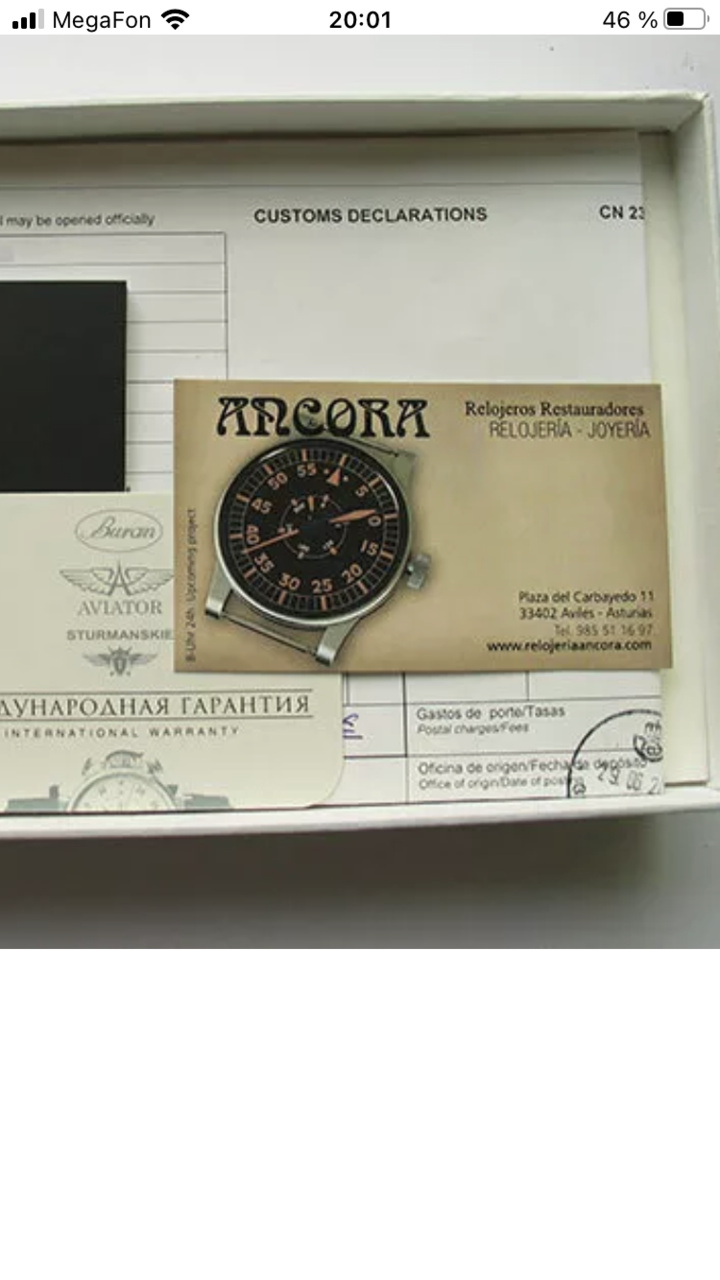 MegaFon
20:01
46 %
l may be opened officially
CUSTOMS DECLARATIONS
CN 23
ANCORA
Relojeros Restauradores
RELOJERÍA - JOYERÍA
55
5
50
45
40
35
30
25
20
15
B-Uhr 24h Upcoming project
Plaza del Carbayedo 11
33402 Aviles - Asturias
Tel. 985 51 16 97
www.relojeriaancora.com
Buran
AVIATOR
STURMANSKIE
ДУНАРОДНАЯ ГАРАНТИЯ
INTERNATIONAL WARRANTY
Gastos de porte/Tasas
Postal charges/Fees
Oficina de origen/Fecha de depósito
Office of origin/Date of posting
29 06